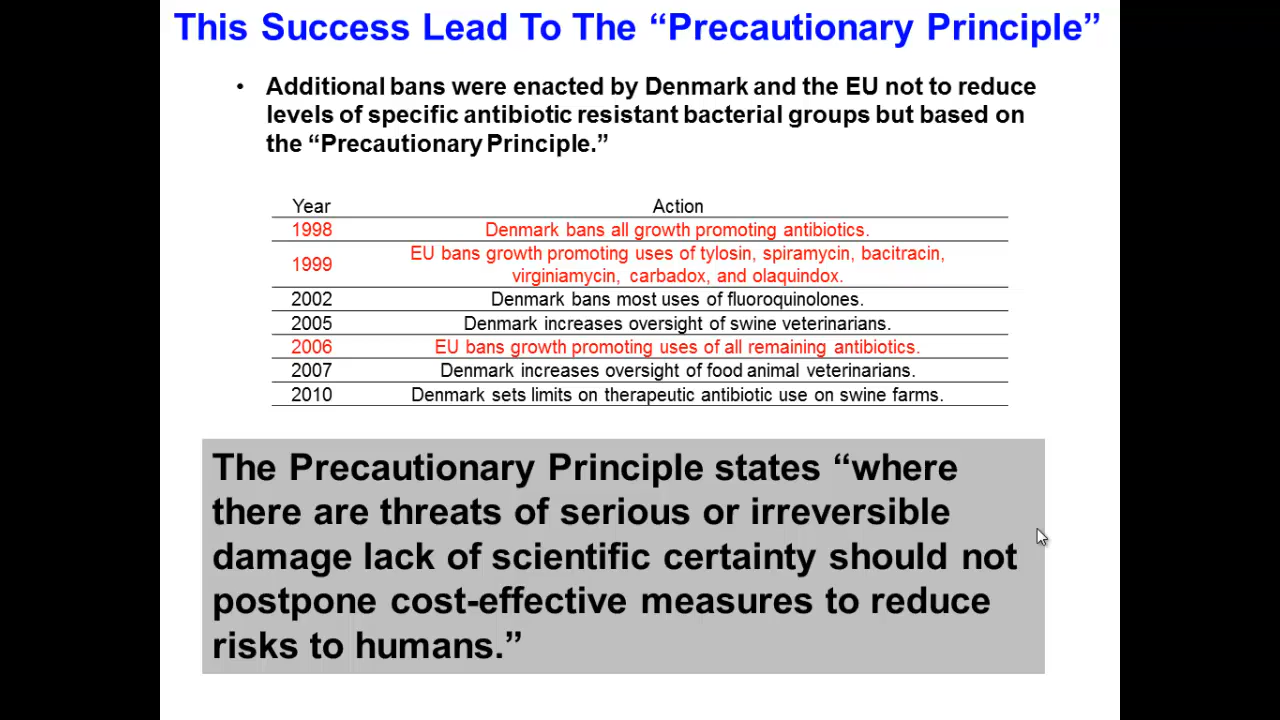 This Success Lead To The “Precautionary Principle”
• Additional bans were enacted by Denmark and the EU not to reduce
levels of specific antibiotic resistant bacterial groups but based on
the “Precautionary Principle.”
Year Action
1998 Denmark bans all growth promoting antibiotics.
1999 EU bans growth promoting uses of tylosin, spiramycin, bacitracin,
virginiamycin, carbadox, and olaquindox.
2002 Denmark bans most uses of fluoroquinolones.
2005 Denmark increases oversight of swine veterinarians.
2006 EU bans growth promoting uses of all remaining antibiotics.
2007 Denmark increases oversight of food animal veterinarians.
2010 Denmark sets limits on therapeutic antibiotic use on swine farms.
The Precautionary Principle states “where
there are threats of serious or irreversible
damage lack of scientific certainty should not
postpone cost-effective measures to reduce
risks to humans.”